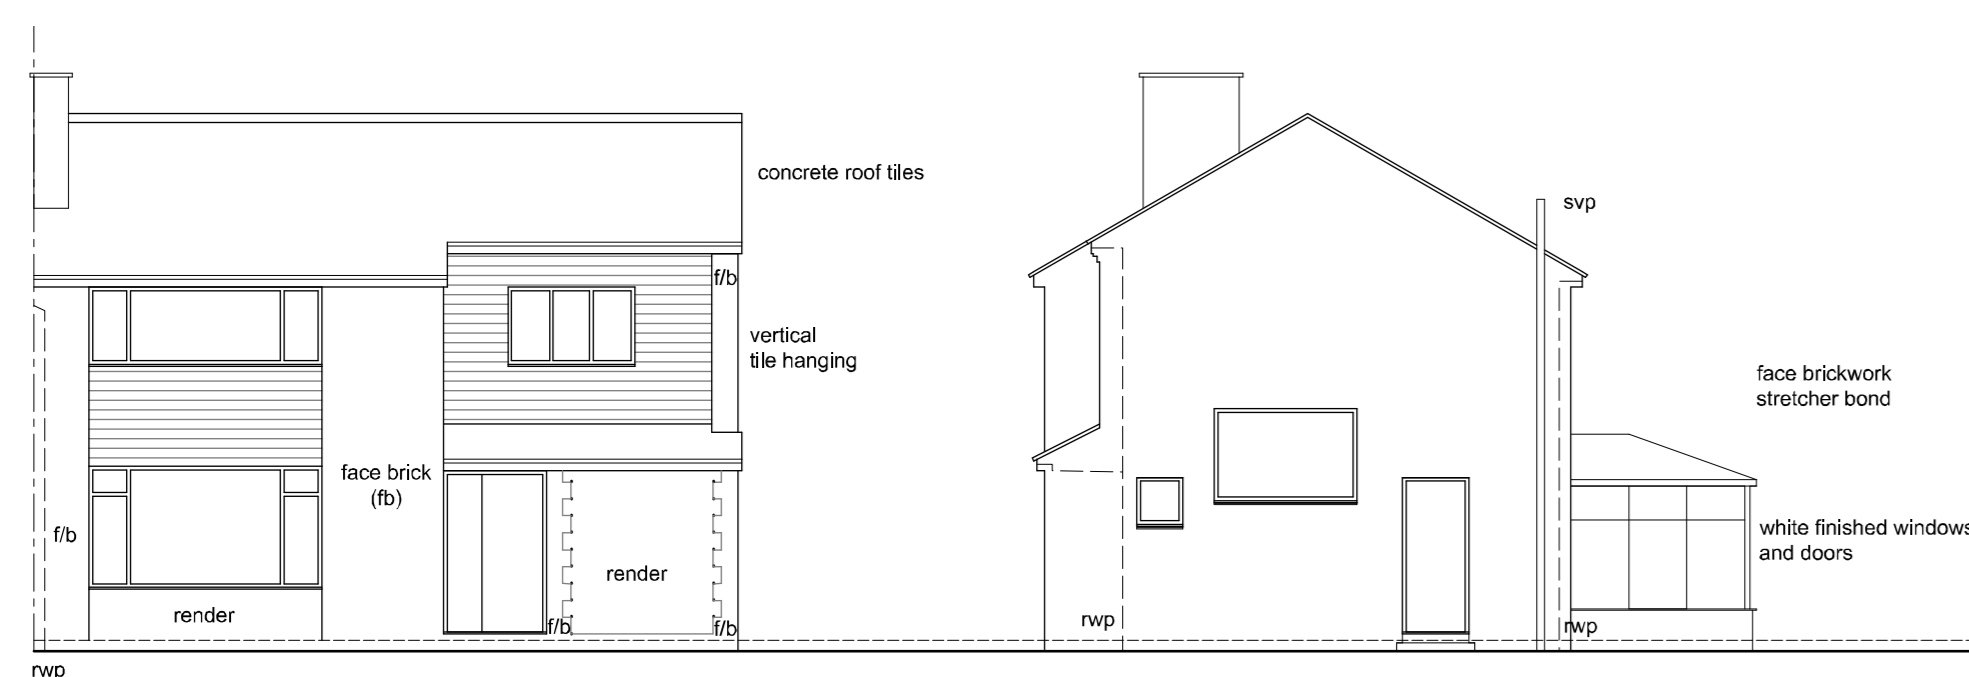 concrete roof tiles
svp
f/b
vertical
tile hanging
face brickwork
stretcher bond
face brick
(fb)
f/b
white finished windows
and doors
render
render
f/b
f/b
rwp
rwp
rwp